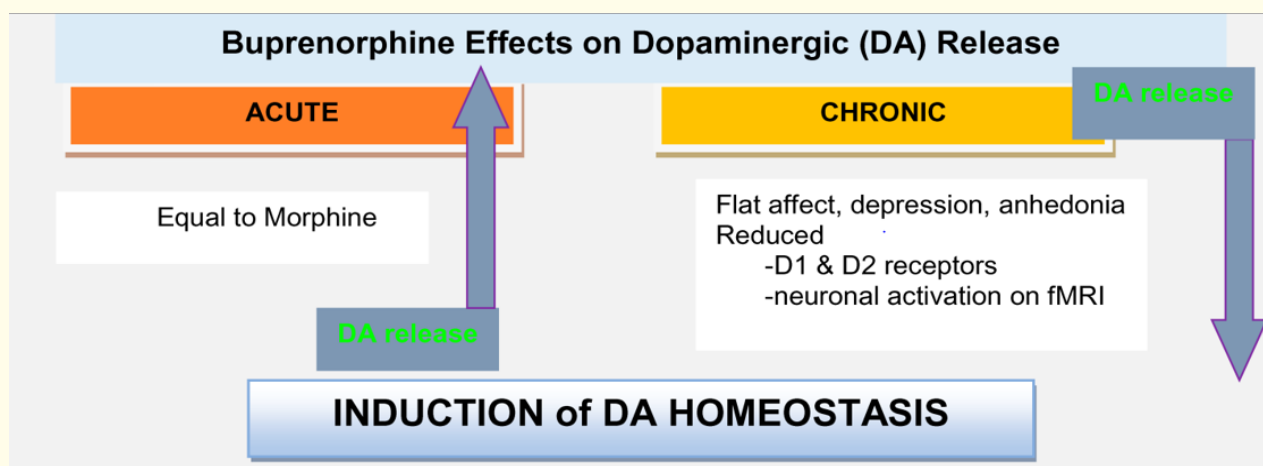 Buprenorphine Effects on Dopaminergic (DA) Release
ACUTE
CHRONIC
DA release
Equal to Morphine
Flat affect, depression, anhedonia
Reduced
-D1 & D2 receptors
-neuronal activation on fMRI
DA release
INDUCTION of DA HOMEOSTASIS